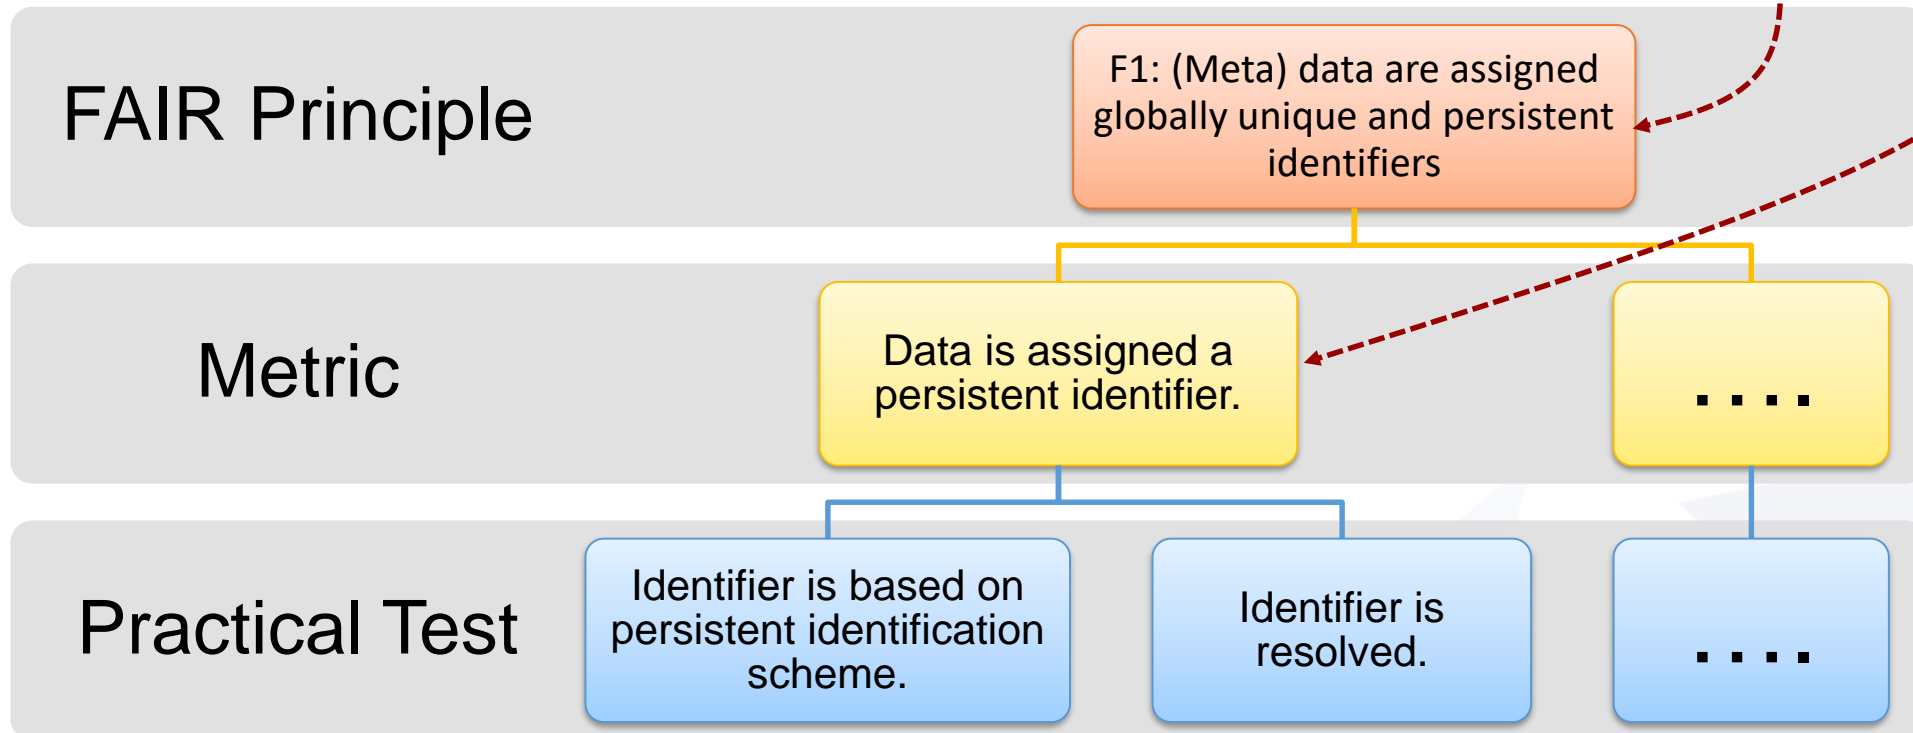 FAIR Principle
F1: (Meta) data are assigned
globally unique and persistent
identifiers
Metric
Data is assigned a
persistent identifier.
....
Practical Test
Identifier is based on
persistent identification
scheme.
Identifier is
resolved.
....